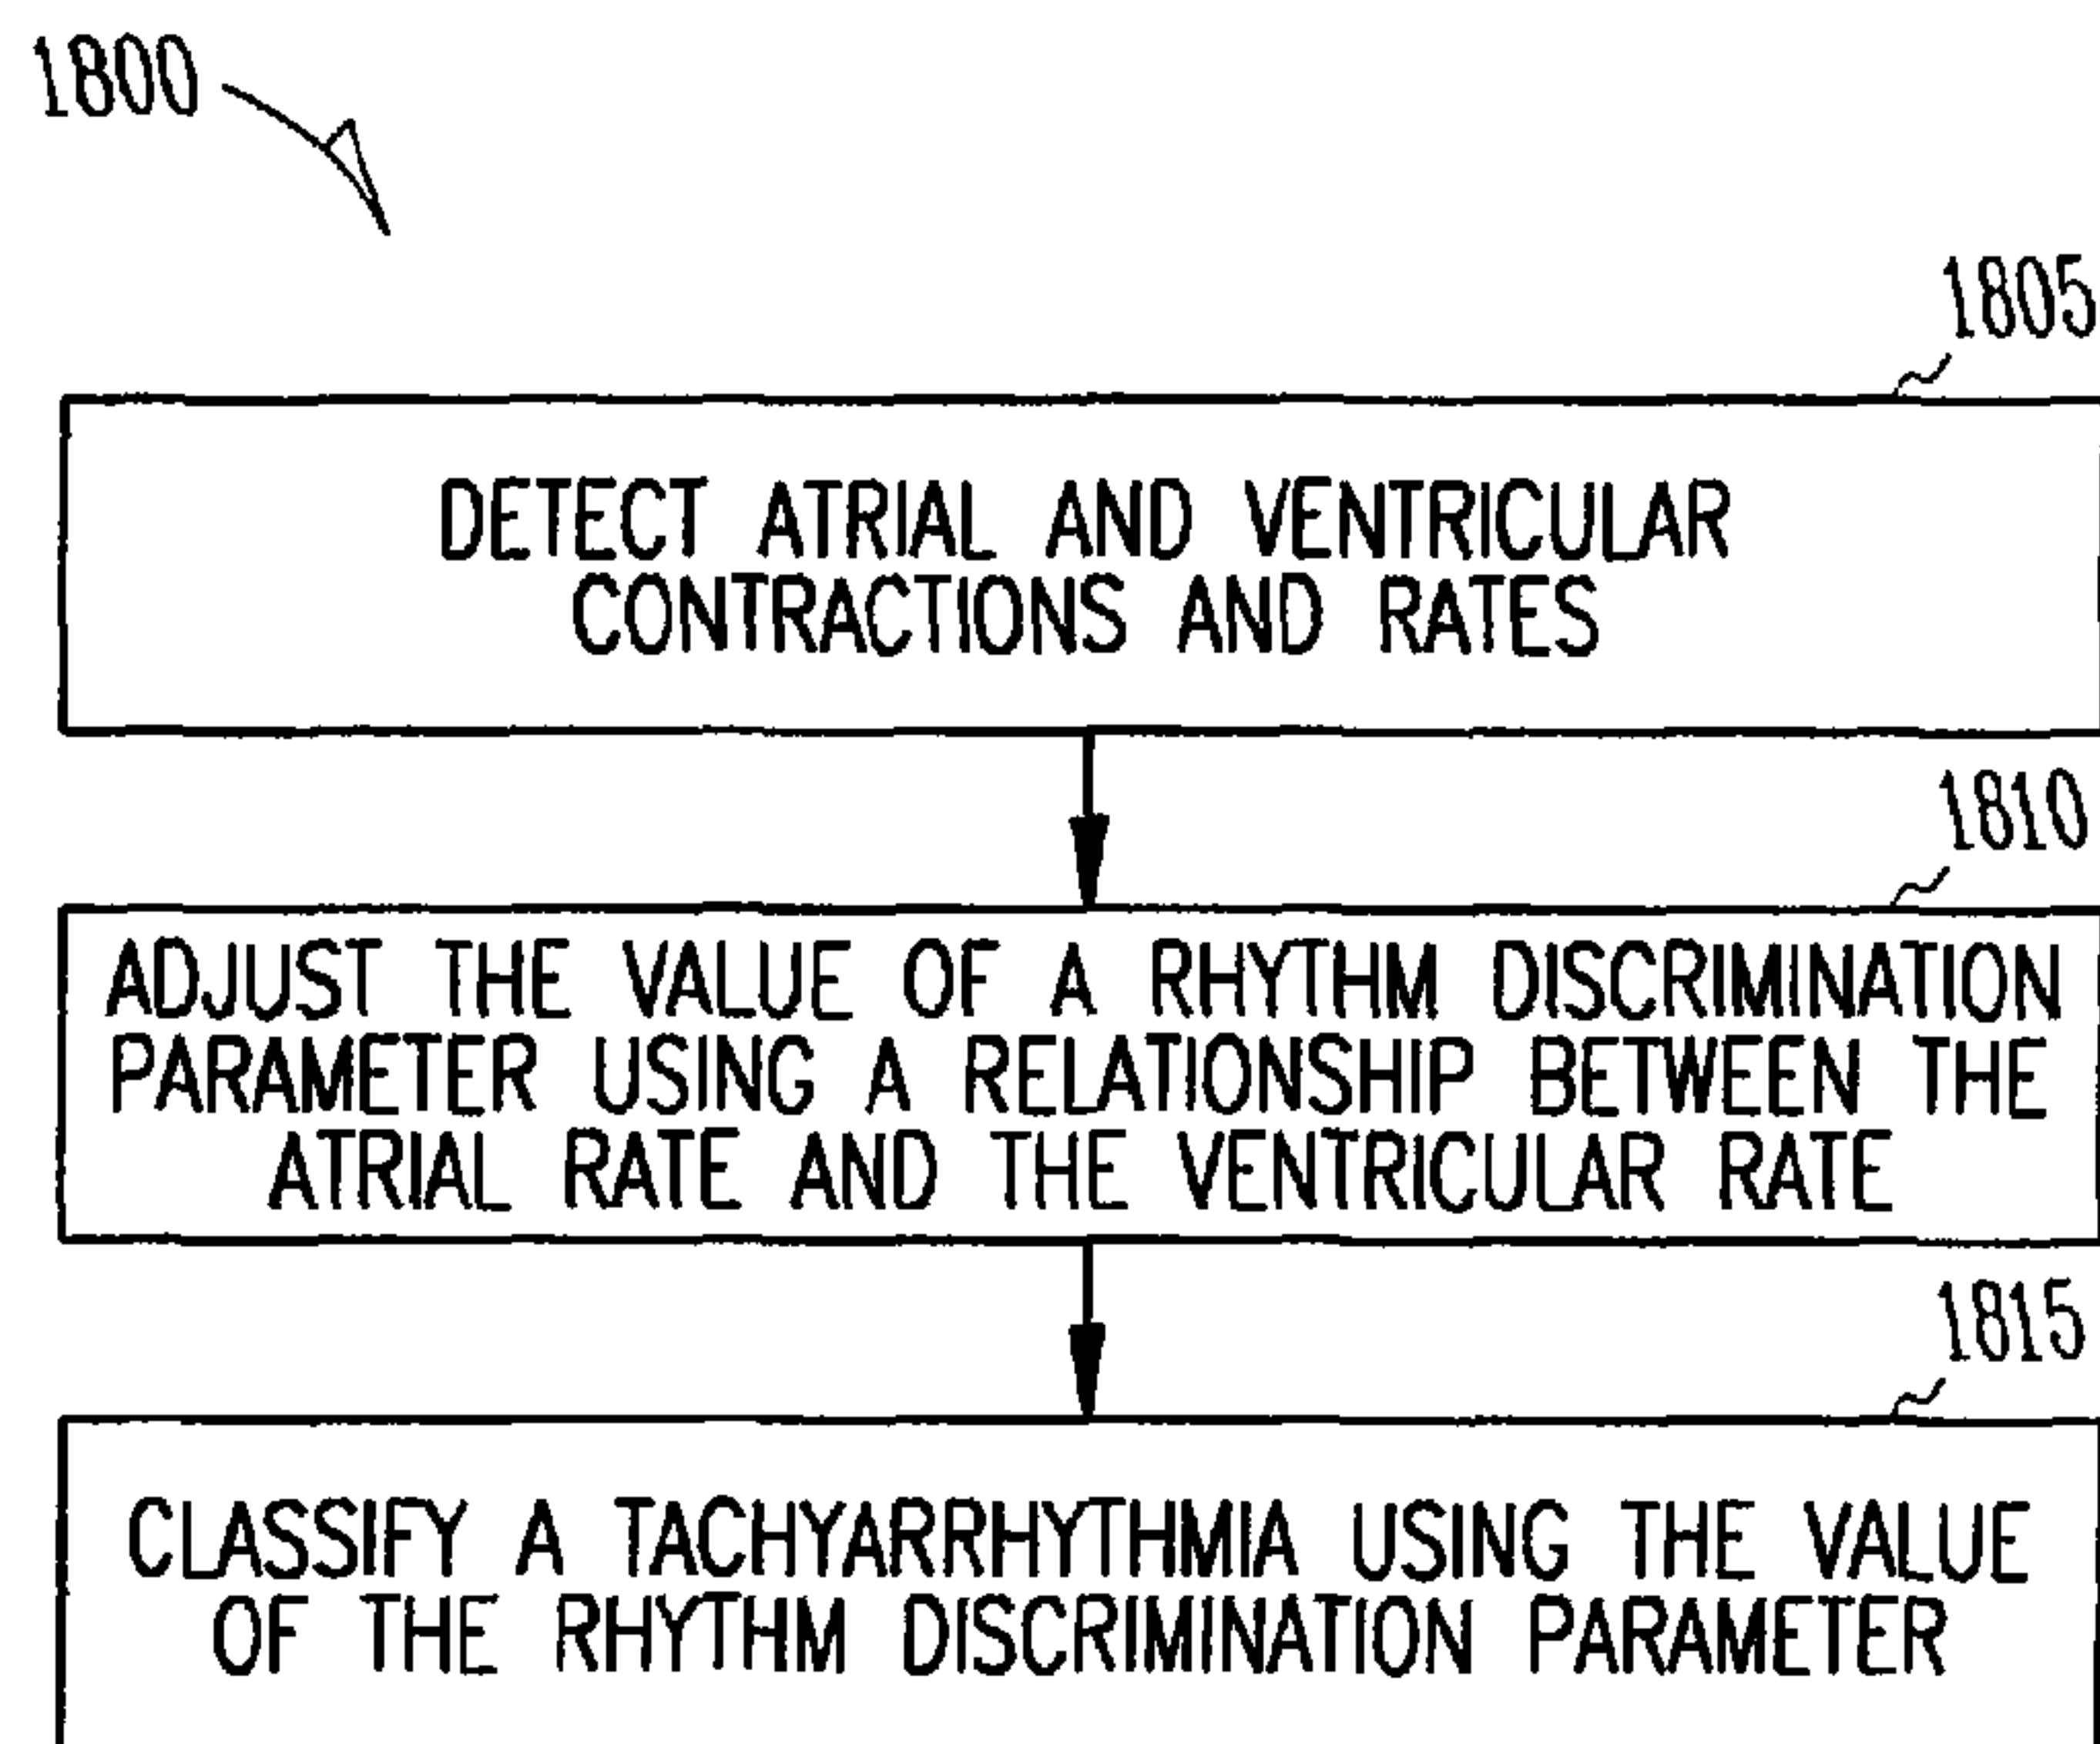 1800
1805
DETECT ATRIAL AND VENTRICULAR
CONTRACTIONS AND RATES
1810
ADJUST THE VALUE OF A RHYTHM DISCRIMINATION
PARAMETER USING A RELATIONSHIP BETWEEN THE
ATRIAL RATE AND THE VENTRICULAR RATE
1815
CLASSIFY A TACHYARRHYTHMIA USING THE VALUE
OF THE RHYTHM DISCRIMINATION PARAMETER